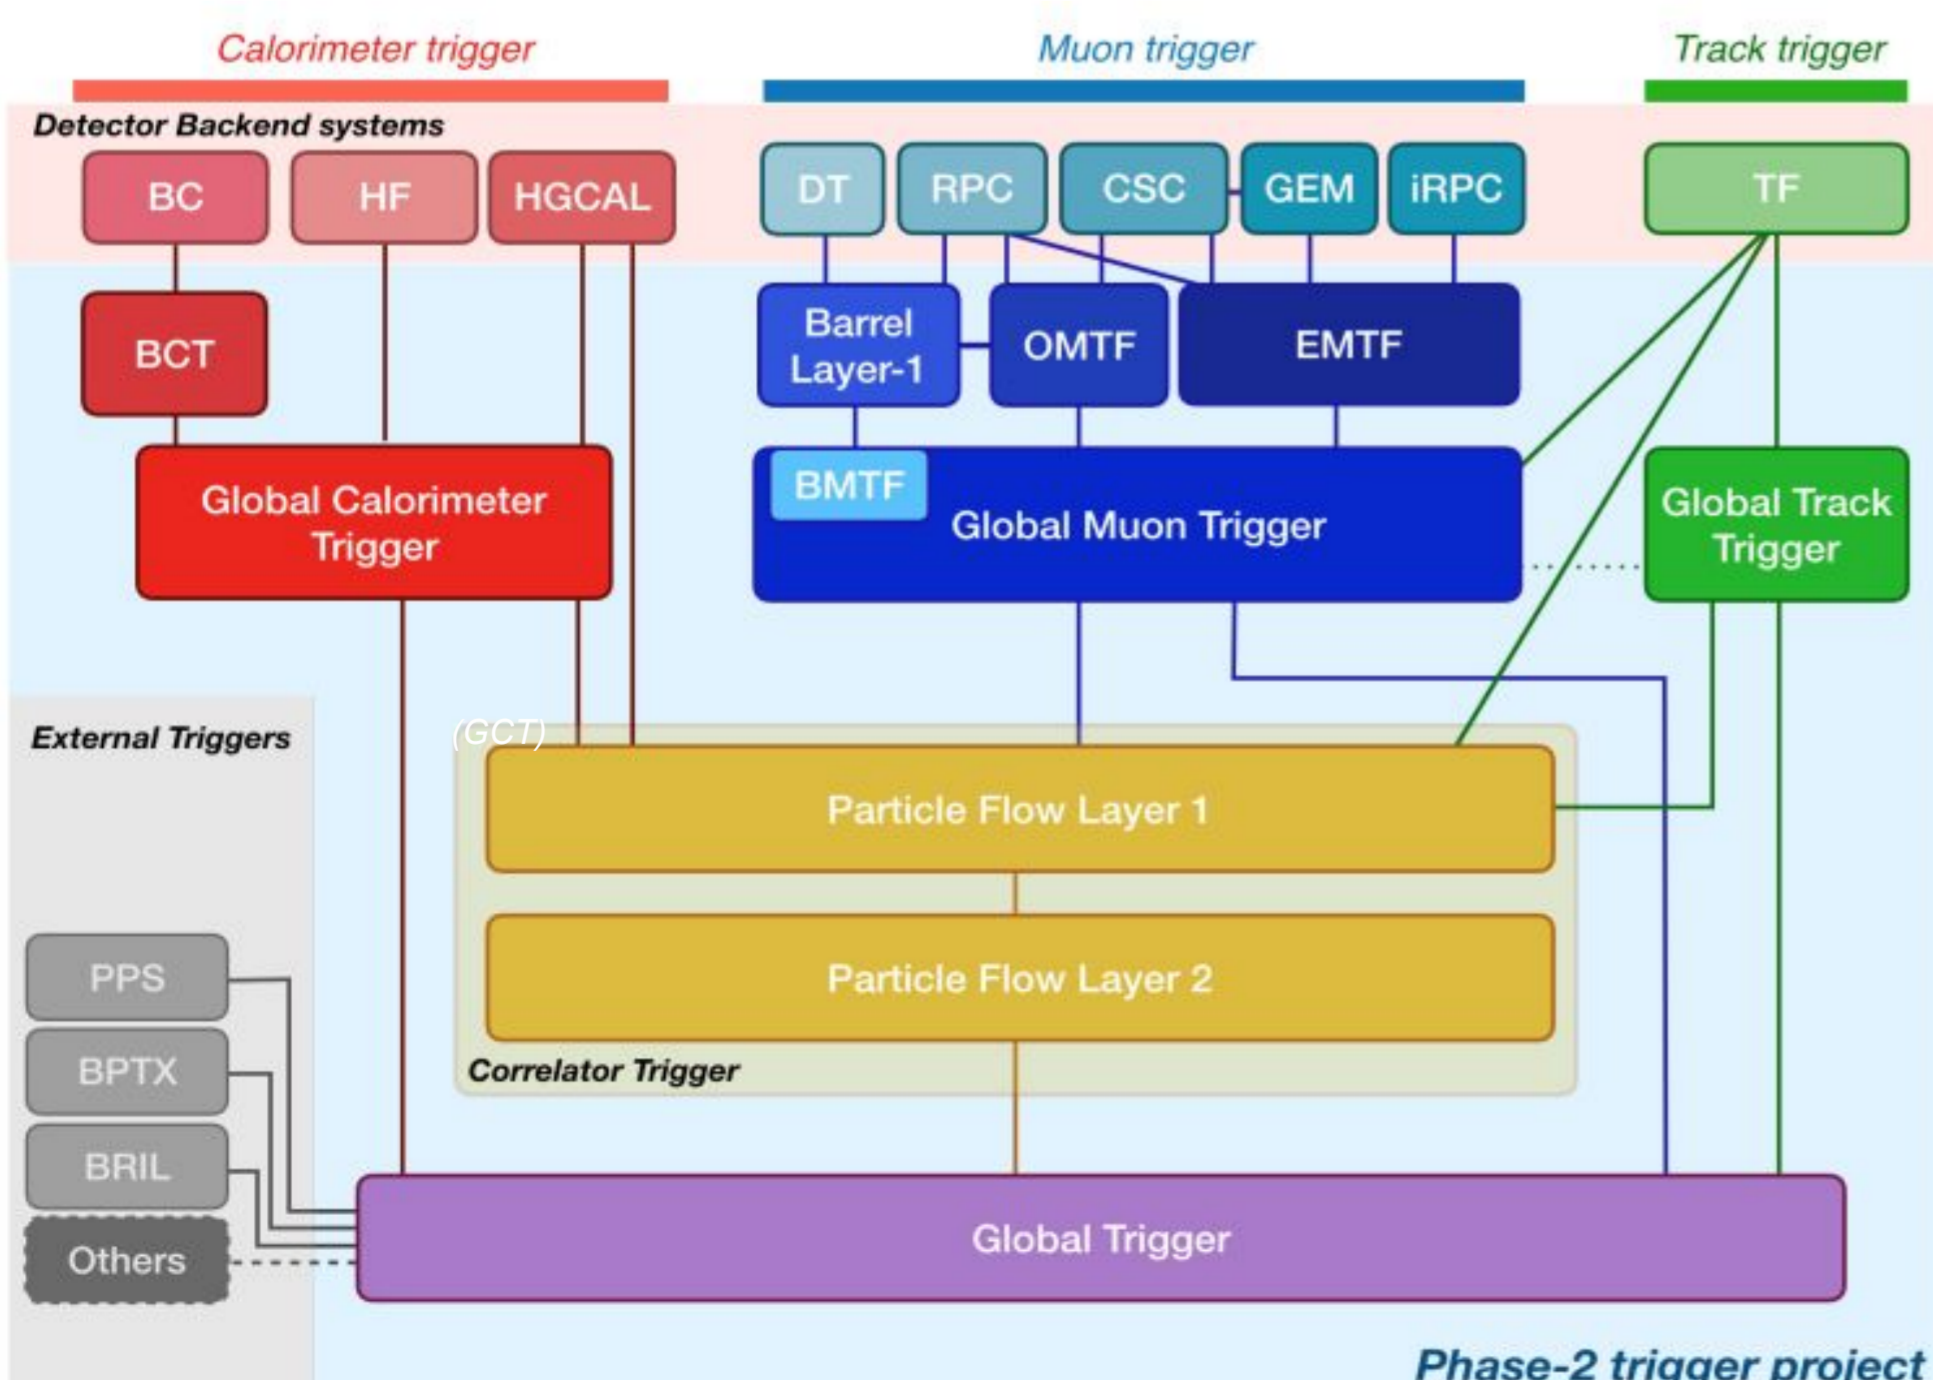 Calorimeter trigger
Muon trigger
Track trigger
Detector Backend systems
BC
HF
HGCAL
DT
RPC
CSC
GEM
iRPC
TF
BCT
Barrel
Layer-1
OMTF
EMTF
Global Calorimeter
Trigger
BMTF
Global Muon Trigger
Global Track
Trigger
External Triggers
(GCT)
Particle Flow Layer 1
Particle Flow Layer 2
Correlator Trigger
PPS
BPTX
BRIL
Others
Global Trigger
Phase-2 trigger project